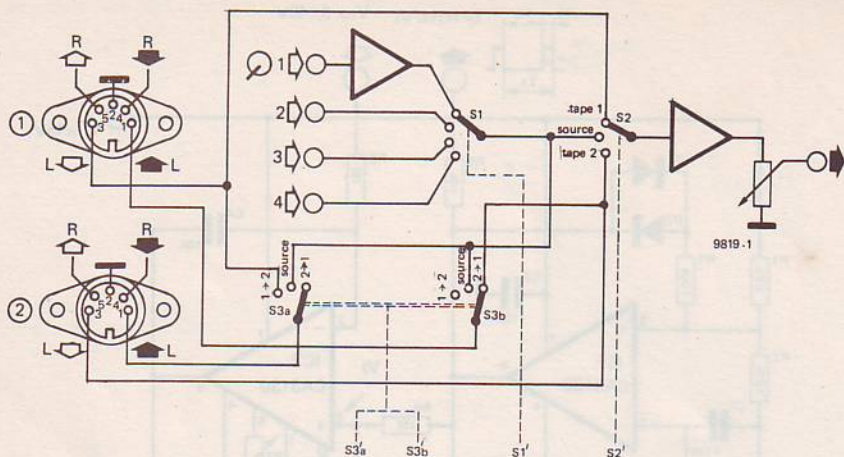 R R
1 5 2 4
3 1
L L
1
2
3
4
S1
tape 1
source
tape 2
S2
9819-1
R R
2 5 2 4
3 1
L L
1→2 source 2→1
S3a
1→2 source 2→1
S3b
S3'a S3'b S1' S2'